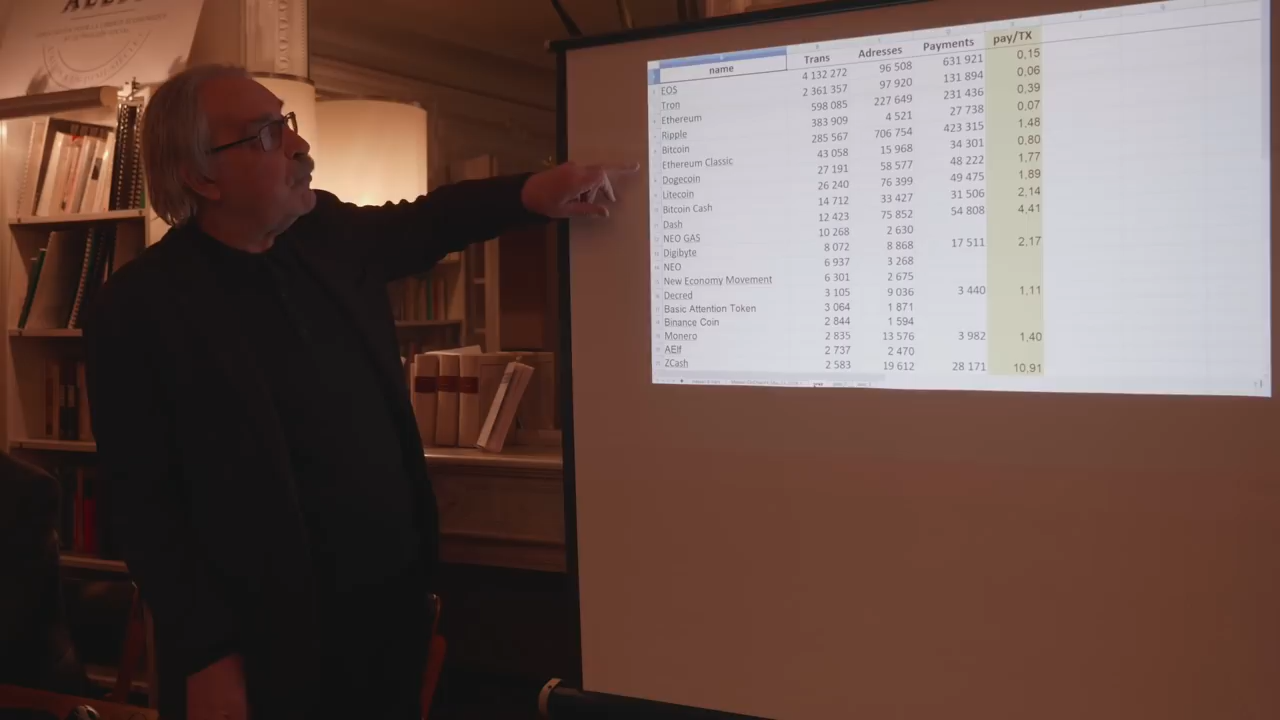 name Trans Adresses Payments pay/TX
EOS 4 132 272 96 508 631 921 0,15
Tron 2 361 357 97 920 131 894 0,06
Ethereum 598 085 227 649 231 436 0,39
Ripple 383 909 4 521 27 738 0,07
Bitcoin 285 567 706 754 423 315 1,48
Ethereum Classic 43 058 15 968 34 301 0,80
Dogecoin 27 191 58 577 48 222 1,77
Litecoin 26 240 76 399 49 475 1,89
Bitcoin Cash 14 712 33 427 31 506 2,14
Dash 12 423 75 852 54 808 4,41
NEO GAS 10 268 2 630
Digibyte 8 072 8 868 17 511 2,17
NEO 6 937 3 268
New Economy Movement 6 301 2 675
Decred 3 105 9 036 3 440 1,11
Basic Attention Token 3 064 1 871
Binance Coin 2 844 1 594
Monero 2 835 13 576 3 982 1,40
AElf 2 737 2 470
ZCash 2 583 19 612 28 171 10,91